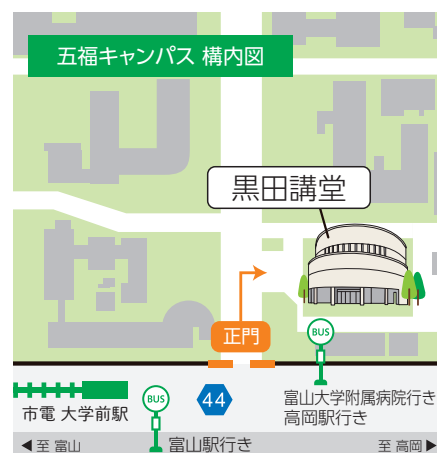 五福キャンパス 構内図
黒田講堂
正門
BUS
BUS
44
市電 大学前駅
富山大学附属病院行き
高岡駅行き
富山駅行き
◀至 富山
至 高岡▶